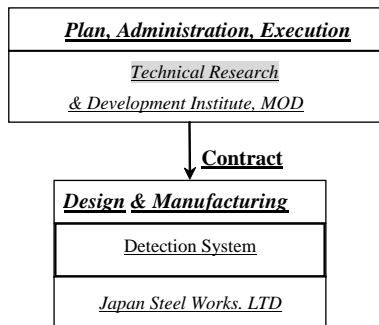 Plan, Administration, Execution
Technical Research
& Development Institute, MOD
Contract
Design & Manufacturing
Detection System
Japan Steel Works. LTD